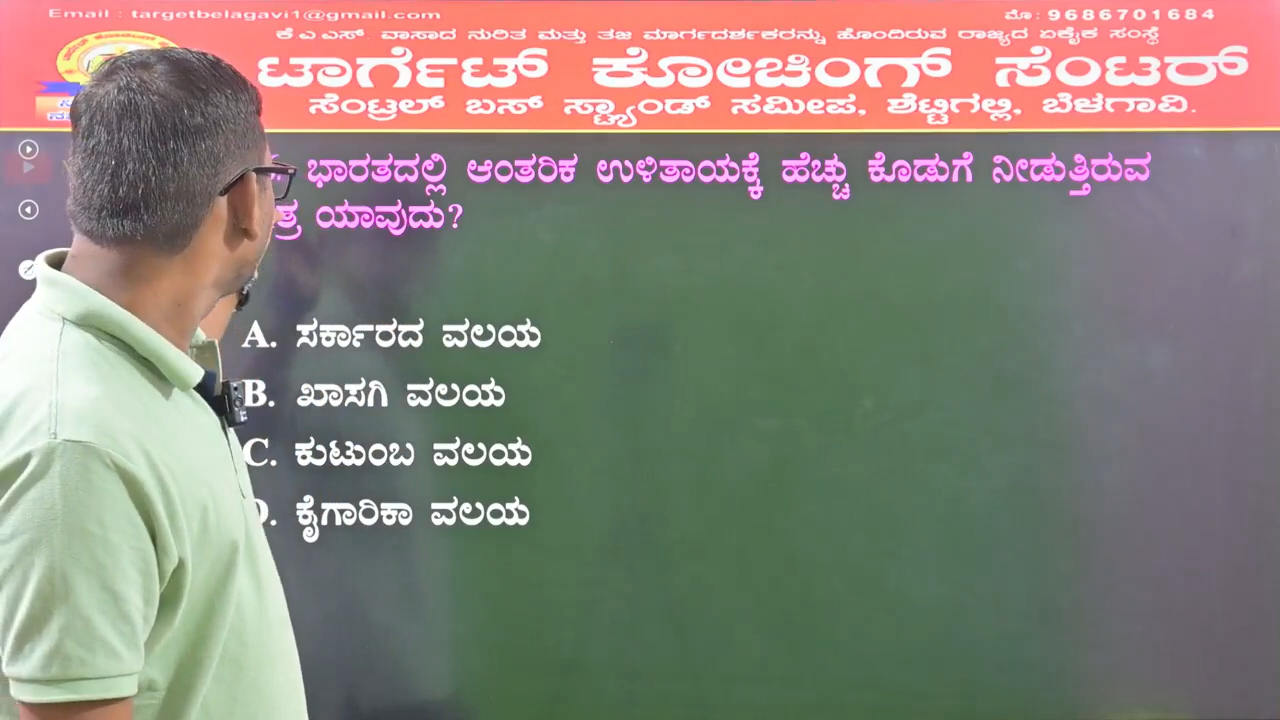 Email : targetbelagavi1@gmail.com ಮೊ: 9686701684
ಕೆ.ಎ.ಎಸ್. ವಾಸಾದ ನುರಿತ ಮತ್ತು ತಜ್ಞ ಮಾರ್ಗದರ್ಶಕರನ್ನು ಹೊಂದಿರುವ ರಾಜ್ಯದ ಏಕೈಕ ಸಂಸ್ಥೆ
ಟಾರ್ಗೆಟ್ ಕೋಚಿಂಗ್ ಸೆಂಟರ್
ಸೆಂಟ್ರಲ್ ಬಸ್ ಸ್ಟ್ಯಾಂಡ್ ಸಮೀಪ, ಶೆಟ್ಟಿಗಲ್ಲಿ, ಬೆಳಗಾವಿ.
ಭಾರತದಲ್ಲಿ ಆಂತರಿಕ ಉಳಿತಾಯಕ್ಕೆ ಹೆಚ್ಚು ಕೊಡುಗೆ ನೀಡುತ್ತಿರುವ
ಯಾವುದು?
A. ಸರ್ಕಾರದ ವಲಯ
B. ಖಾಸಗಿ ವಲಯ
C. ಕುಟುಂಬ ವಲಯ
D. ಕೈಗಾರಿಕಾ ವಲಯ